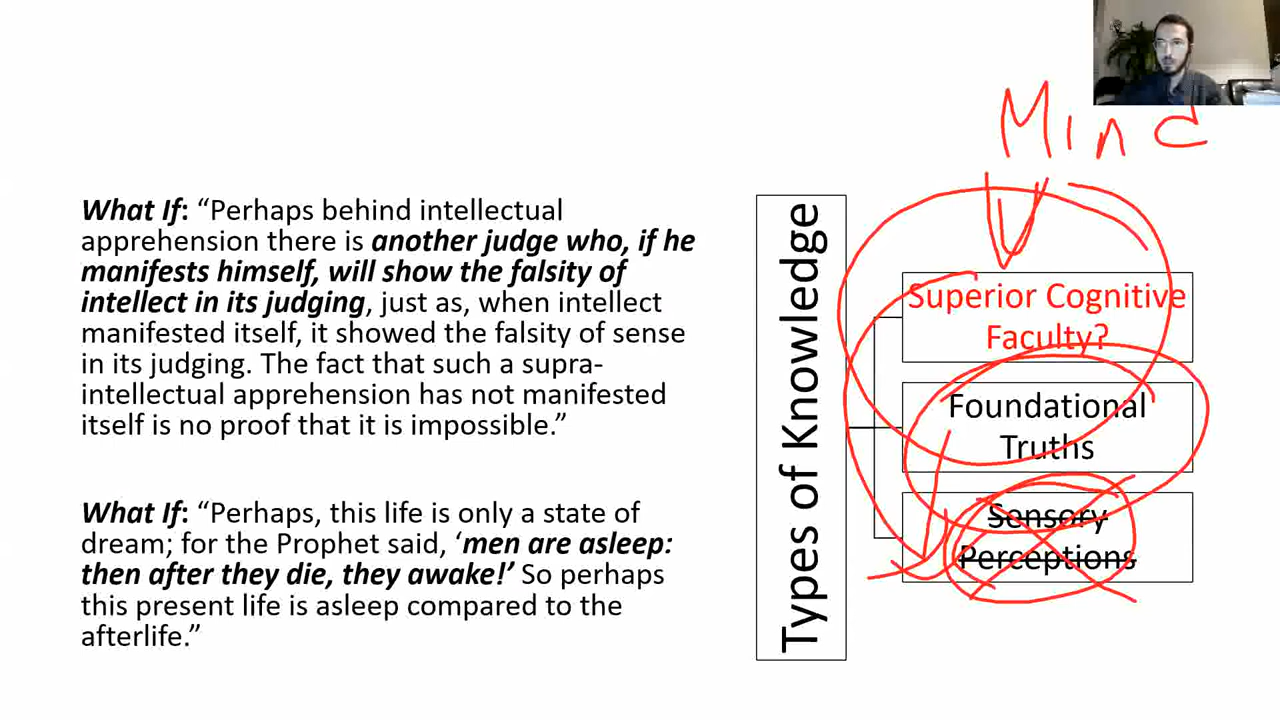 What If: “Perhaps behind intellectual
apprehension there is another judge who, if he
manifests himself, will show the falsity of
intellect in its judging, just as, when intellect
manifested itself, it showed the falsity of sense
in its judging. The fact that such a supra-
intellectual apprehension has not manifested
itself is no proof that it is impossible.”
What If: “Perhaps, this life is only a state of
dream; for the Prophet said, ‘men are asleep:
then after they die, they awake!’ So perhaps
this present life is asleep compared to the
afterlife.”
Mind
Types of Knowledge
Superior Cognitive
Faculty?
Foundational
Truths
Sensory
Perceptions